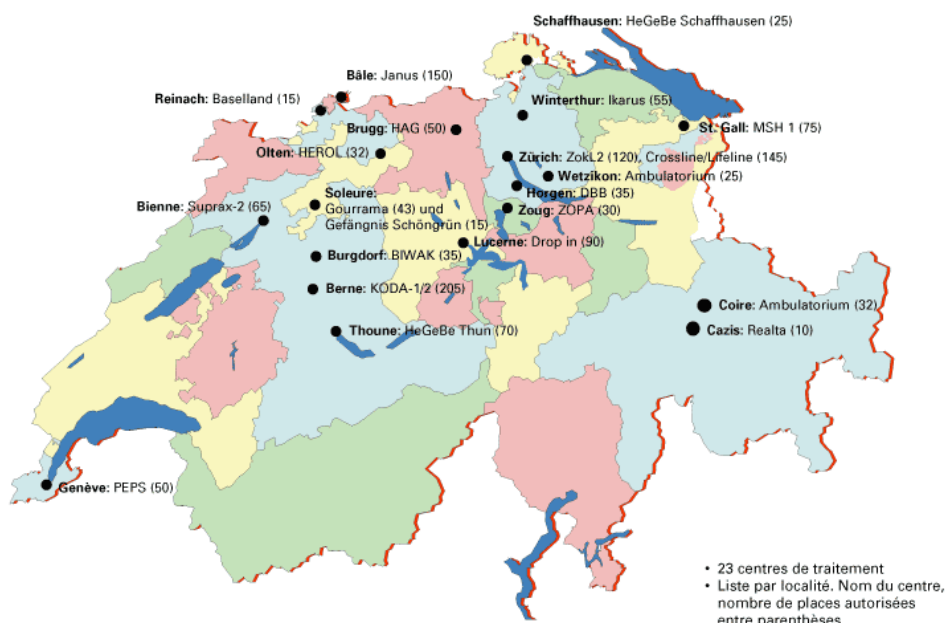 Schaffhausen: HeGeBe Schaffhausen (25)
Bâle: Janus (150)
Reinach: Baselland (15)
Winterthur: Ikarus (55)
Brugg: HAG (50)
St. Gall: MSH 1 (75)
Olten: HEROL (32)
Zürich: ZokL2 (120), Crossline/Lifeline (145)
Wetzikon: Ambulatorium (25)
Horgen: DBB (35)
Soleure:
Gourrama (43) und
Gefängnis Schöngrün (15)
Bienne: Suprax-2 (65)
Zoug: ZOPA (30)
Lucerne: Drop in (90)
Burgdorf: BIWAK (35)
Berne: KODA-1/2 (205)
Coire: Ambulatorium (32)
Cazis: Realta (10)
Thoune: HeGeBe Thun (70)
Genève: PEPS (50)
• 23 centres de traitement
• Liste par localité. Nom du centre,
nombre de places autorisées
entre parenthèses